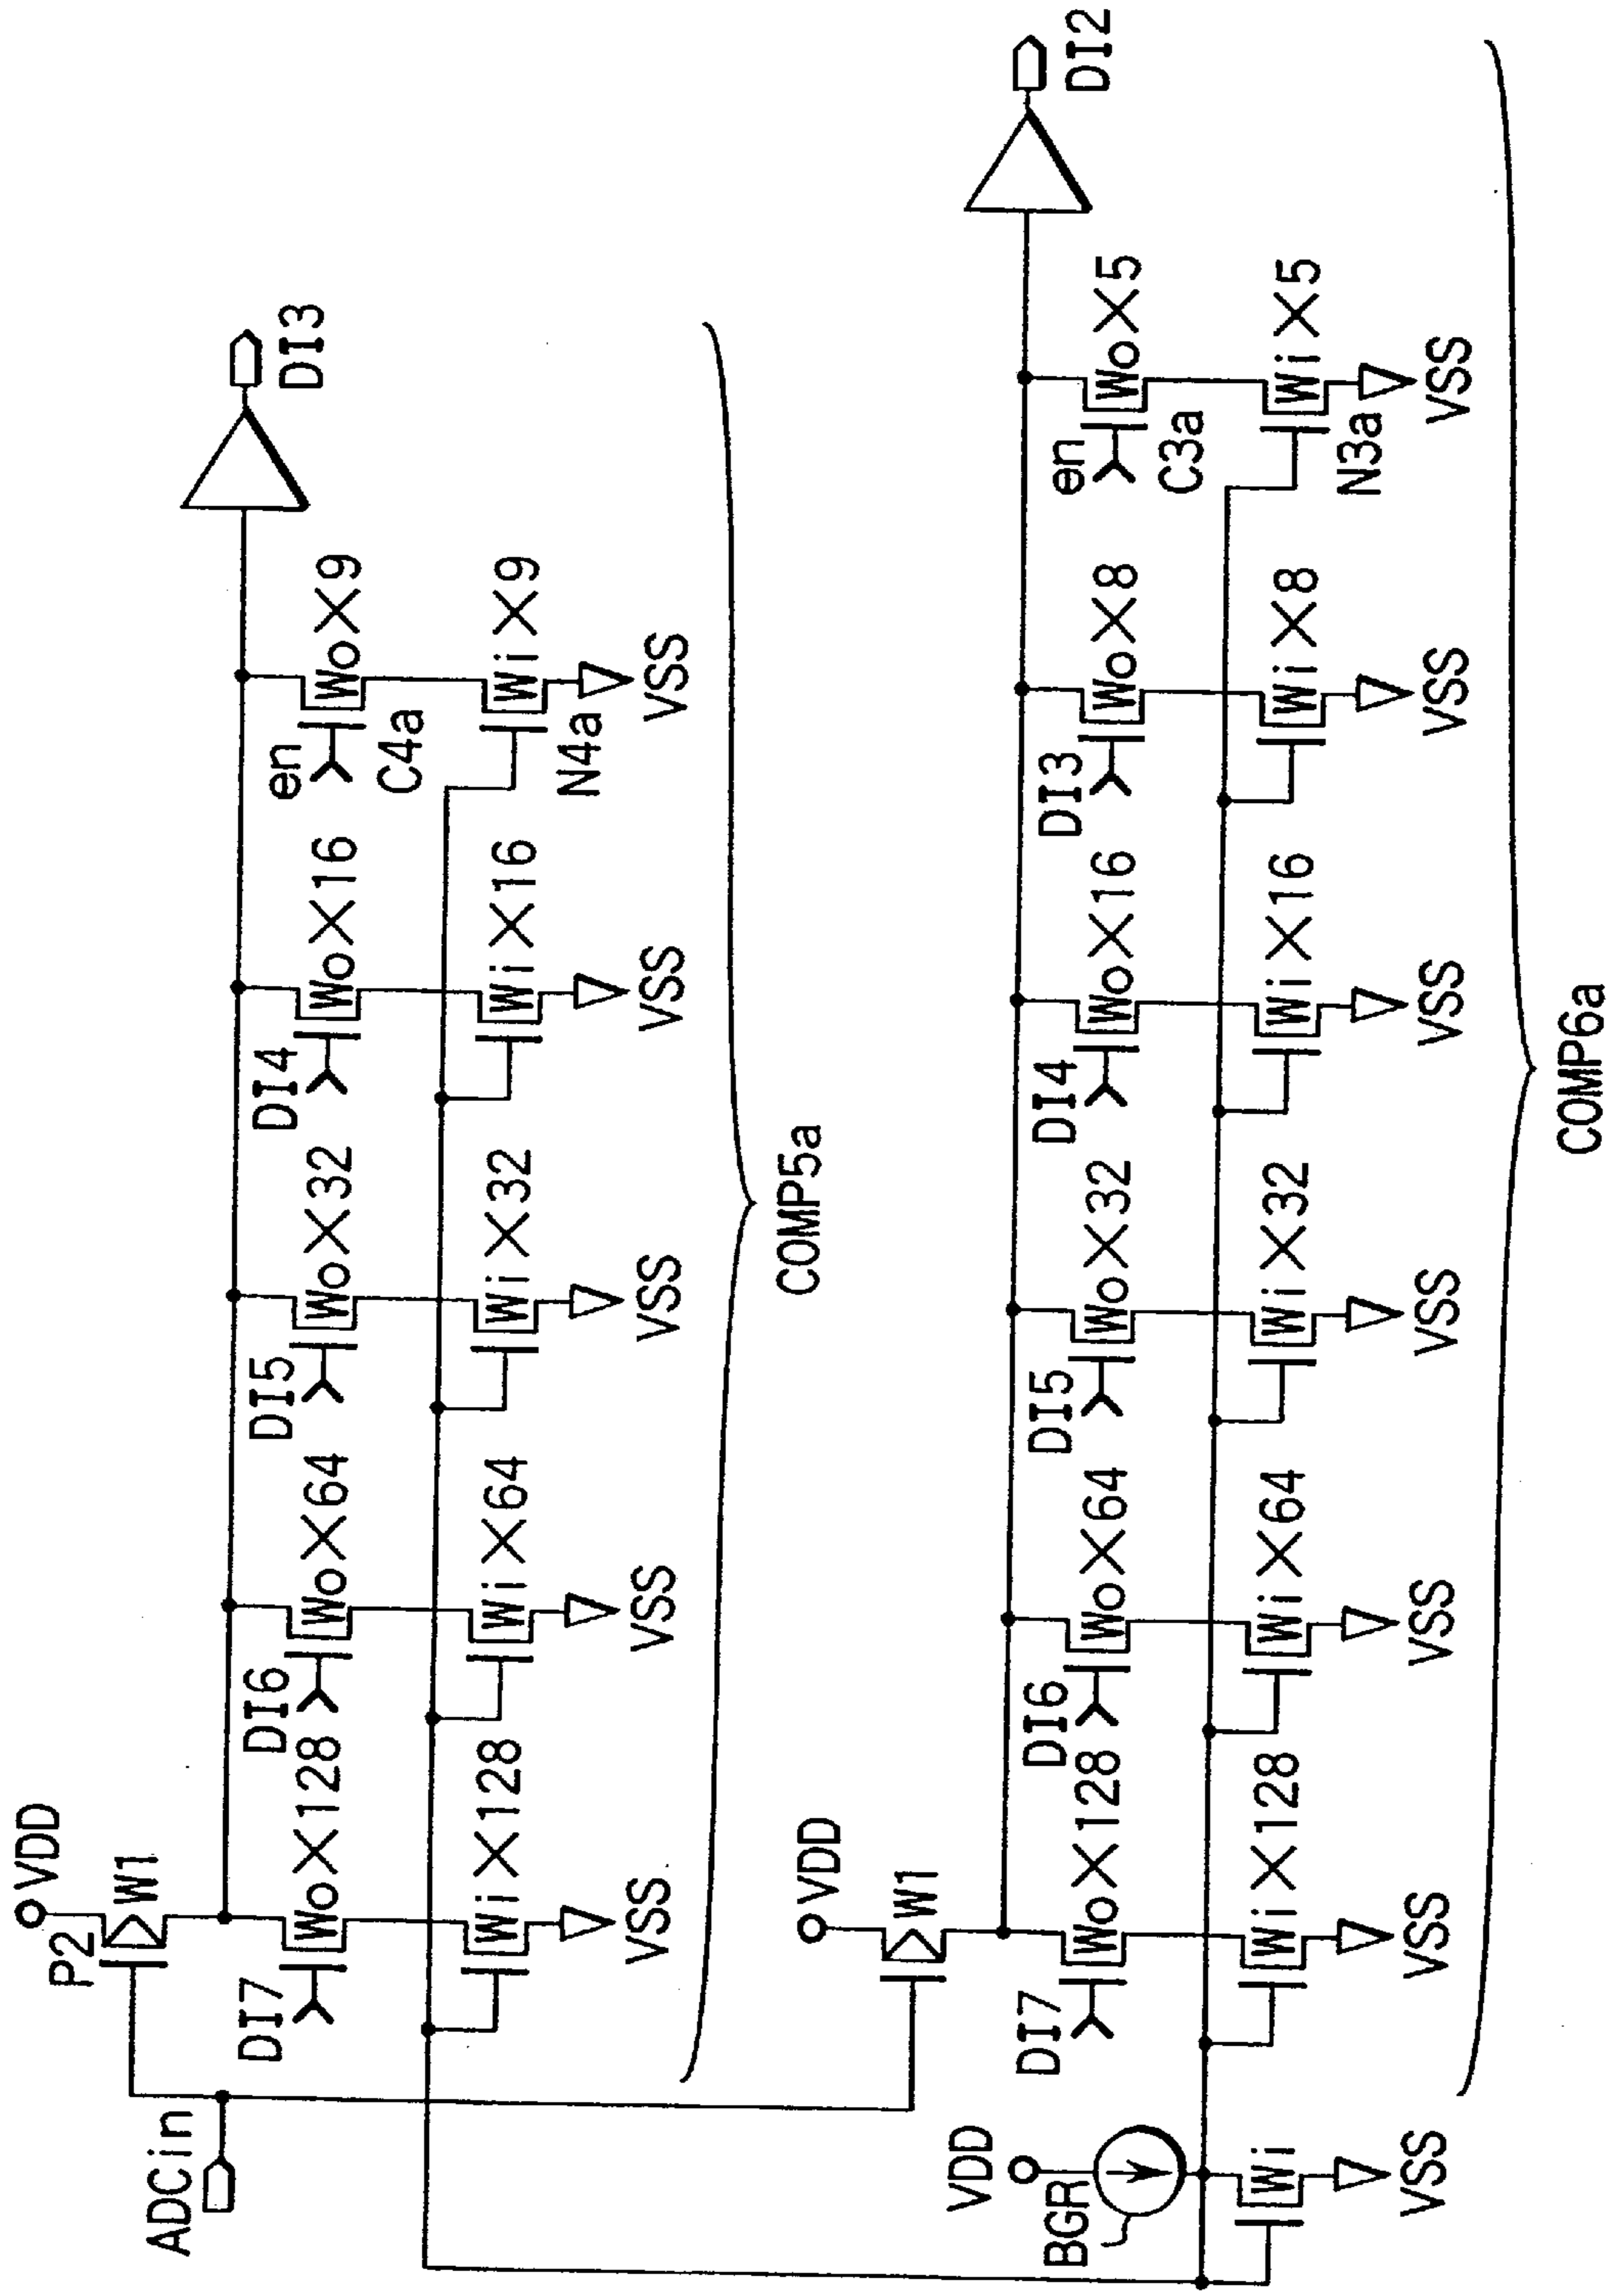 ADCin
P2
VDD
W1
DI7
Wo×128
DI6
Wo×64
DI5
Wo×32
DI4
Wo×16
en
Wo×9
C4a
DI3
Wi×128
Wi×64
Wi×32
Wi×16
Wi×9
N4a
VSS
VSS
VSS
VSS
VSS
COMP5a
VDD
W1
DI7
Wo×128
DI6
Wo×64
DI5
Wo×32
DI4
Wo×16
DI3
Wo×8
en
Wo×5
C3a
DI2
VDD
BGR
Wi
Wi×128
Wi×64
Wi×32
Wi×16
Wi×8
Wi×5
N3a
VSS
VSS
VSS
VSS
VSS
VSS
VSS
COMP6a